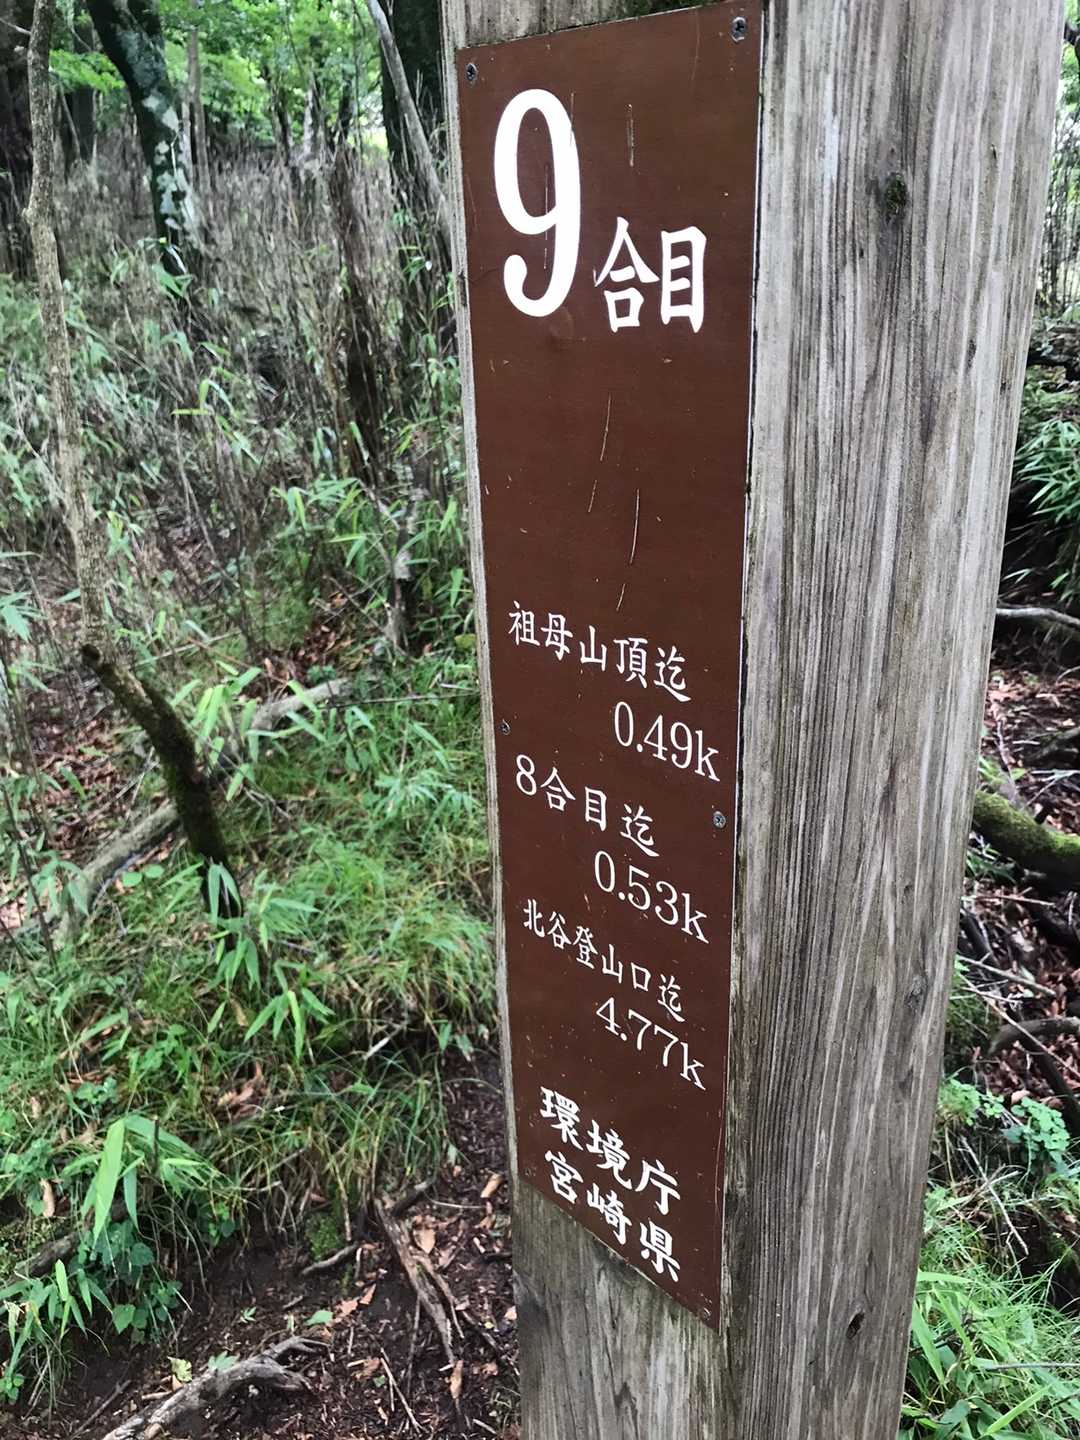 9合目
祖母山頂迄
0.49k
8合目迄
0.53k
北谷登山口迄
4.77k
環境庁
宮崎県